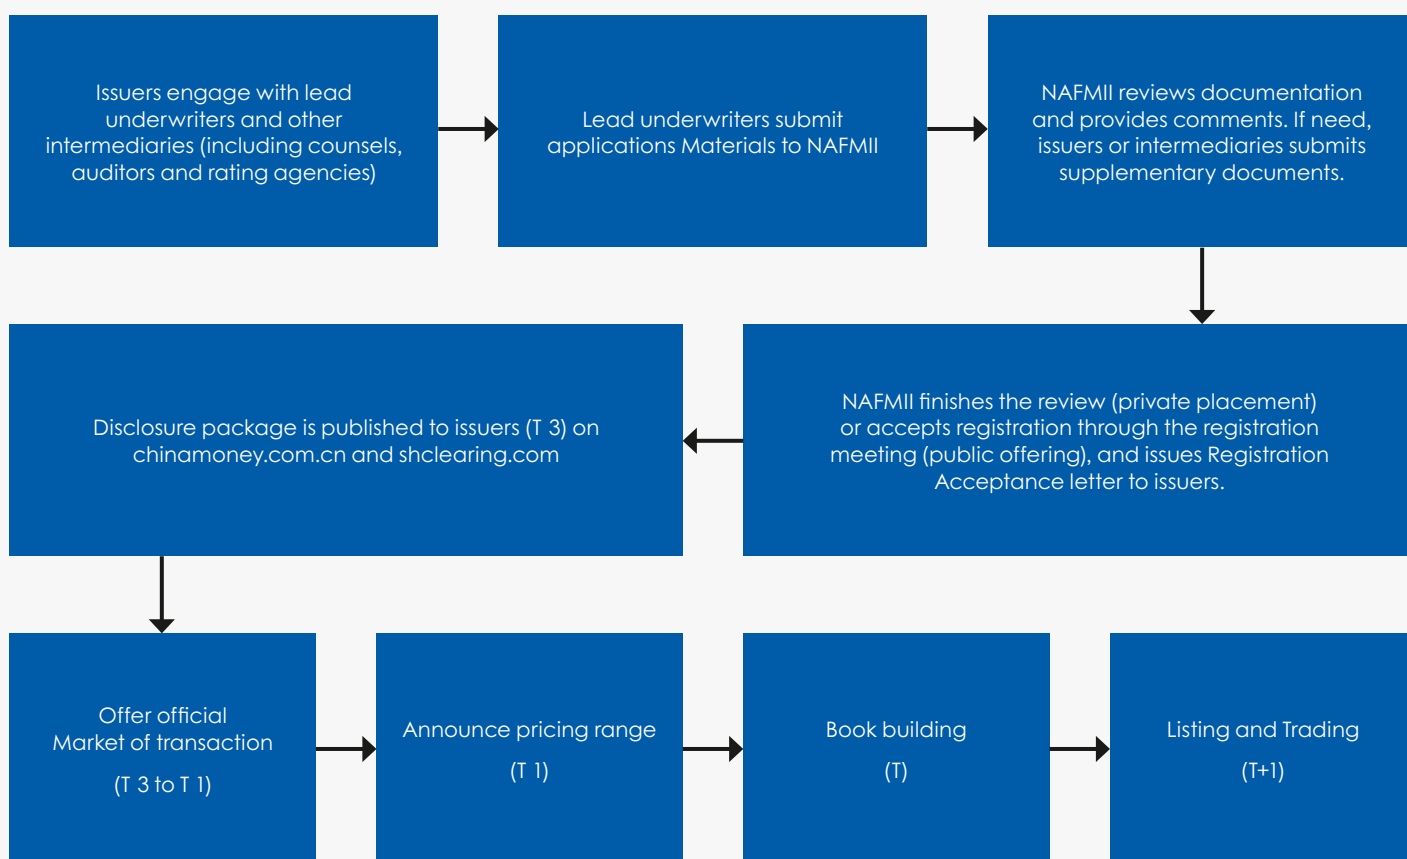 Issuers engage with lead
underwriters and other
intermediaries (including counsels,
auditors and rating agencies)
Lead underwriters submit
applications Materials to NAFMII
NAFMII reviews documentation
and provides comments. If need,
issuers or intermediaries submits
supplementary documents.
NAFMII finishes the review (private placement)
or accepts registration through the registration
meeting (public offering), and issues Registration
Acceptance letter to issuers.
Disclosure package is published to issuers (T 3) on
chinamoney.com.cn and shclearing.com
Offer official
Market of transaction
(T 3 to T 1)
Announce pricing range
(T 1)
Book building
(T)
Listing and Trading
(T+1)